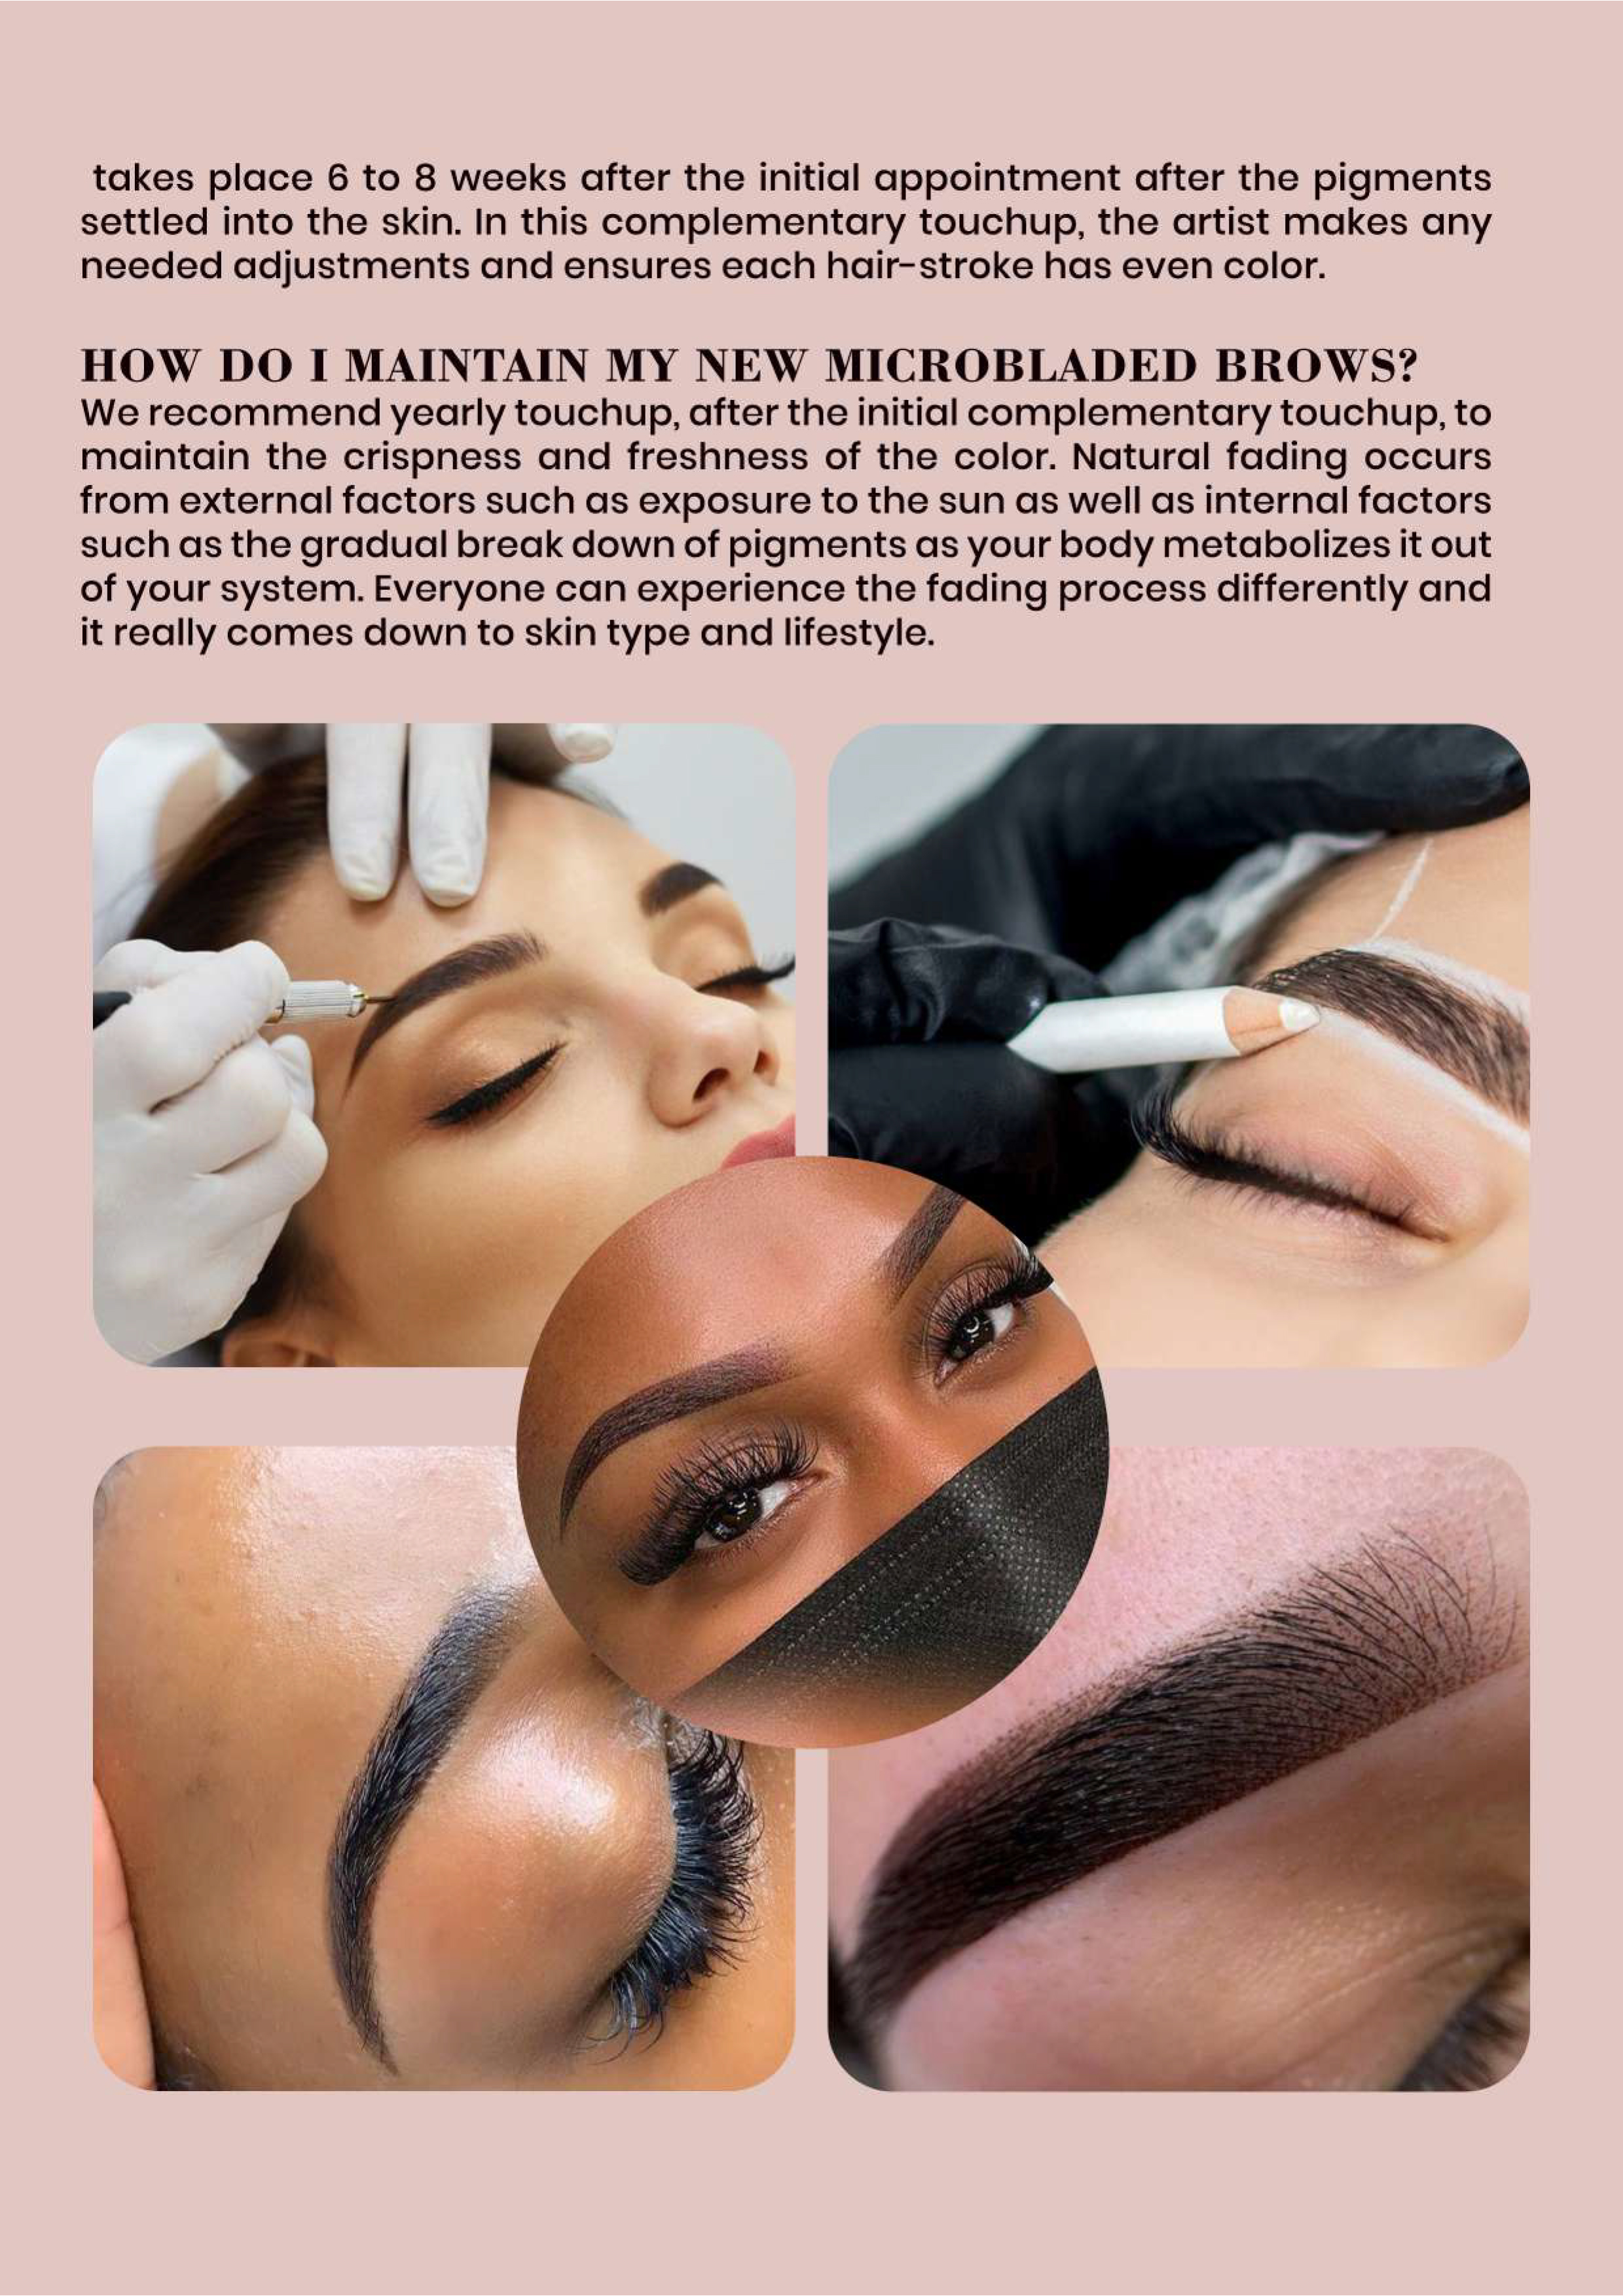 takes place 6 to 8 weeks after the initial appointment after the pigments
settled into the skin. In this complementary touchup, the artist makes any
needed adjustments and ensures each hair-stroke has even color.
HOW DO I MAINTAIN MY NEW MICROBLADED BROWS?
We recommend yearly touchup, after the initial complementary touchup, to
maintain the crispness and freshness of the color. Natural fading occurs
from external factors such as exposure to the sun as well as internal factors
such as the gradual break down of pigments as your body metabolizes it out
of your system. Everyone can experience the fading process differently and
it really comes down to skin type and lifestyle.